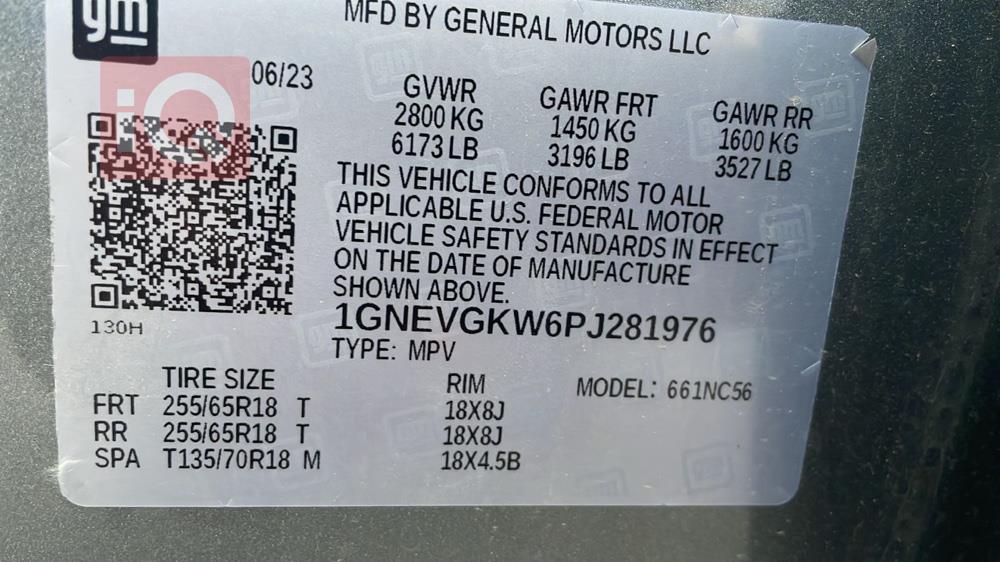 gm
MFD BY GENERAL MOTORS LLC
iQ
06/23
GVWR GAWR FRT GAWR RR
2800 KG 1450 KG 1600 KG
6173 LB 3196 LB 3527 LB
THIS VEHICLE CONFORMS TO ALL
APPLICABLE U.S. FEDERAL MOTOR
VEHICLE SAFETY STANDARDS IN EFFECT
ON THE DATE OF MANUFACTURE
SHOWN ABOVE.
130H
1GNEVGKW6PJ281976
TYPE: MPV
TIRE SIZE RIM MODEL: 661NC56
FRT 255/65R18 T 18X8J
RR 255/65R18 T 18X8J
SPA T135/70R18 M 18X4.5B